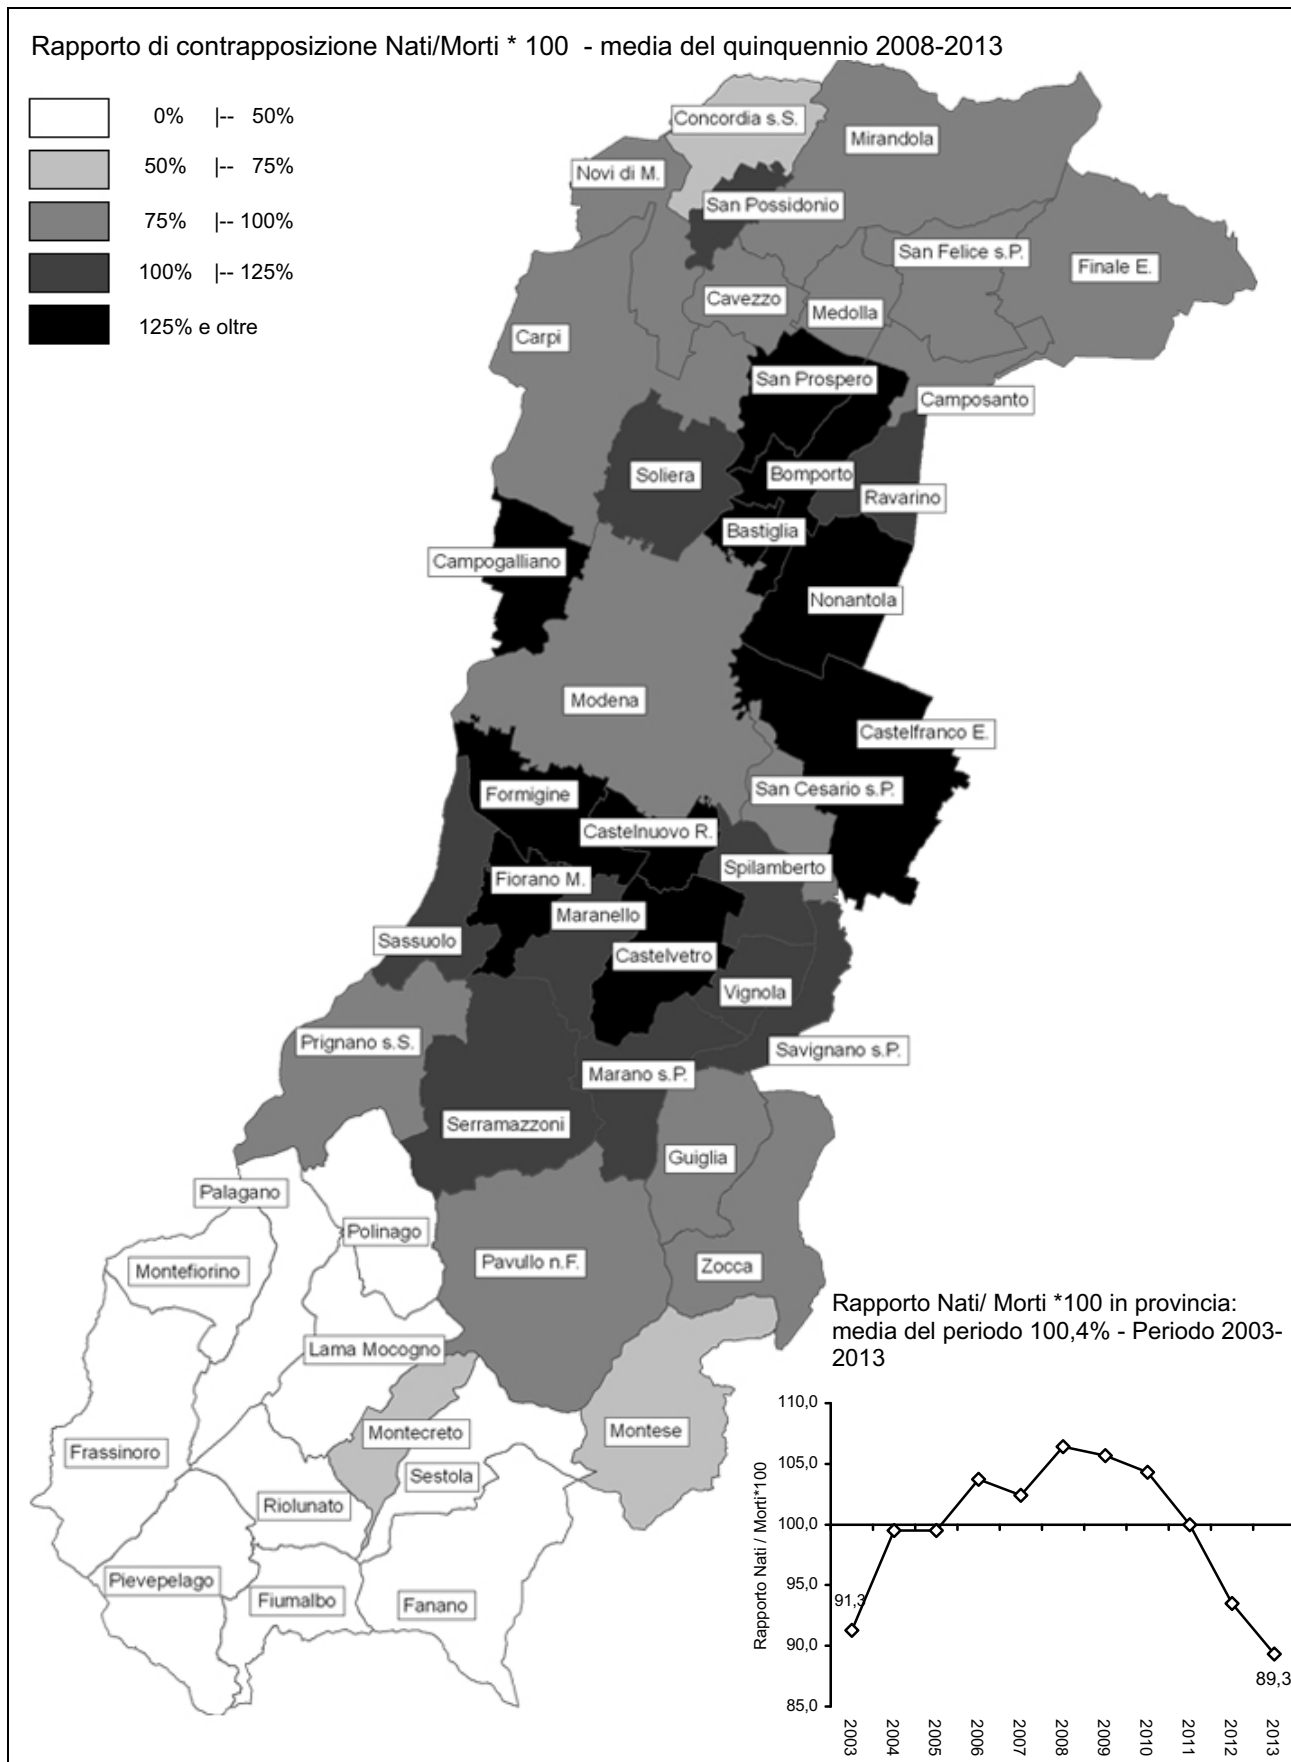 Rapporto di contrapposizione Nati/Morti * 100 - media del quinquennio 2008-2013
0% |-- 50%
50% |-- 75%
75% |-- 100%
100% |-- 125%
125% e oltre
Concordia s.S.
Mirandola
Novi di M.
San Possidonio
San Felice s.P.
Finale E.
Cavezzo
Medolla
Carpi
San Prospero
Camposanto
Soliera
Bomporto
Ravarino
Bastiglia
Campogalliano
Nonantola
Modena
Castelfranco E.
San Cesario s.P.
Formigine
Castelnuovo R.
Spilamberto
Fiorano M.
Maranello
Sassuolo
Castelvetro
Vignola
Prignano s.S.
Savignano s.P.
Marano s.P.
Serramazzoni
Guiglia
Palagano
Polinago
Montefiorino
Pavullo n.F.
Zocca
Lama Mocogno
Montecreto
Montese
Frassinoro
Sestola
Riolunato
Pievepelago
Fiumalbo
Fanano
Rapporto Nati/ Morti *100 in provincia:
media del periodo 100,4% - Periodo 2003-
2013
110,0
105,0
100,0
95,0
90,0
85,0
Rapporto Nati / Morti*100
91,3
89,3
2003
2004
2005
2006
2007
2008
2009
2010
2011
2012
2013